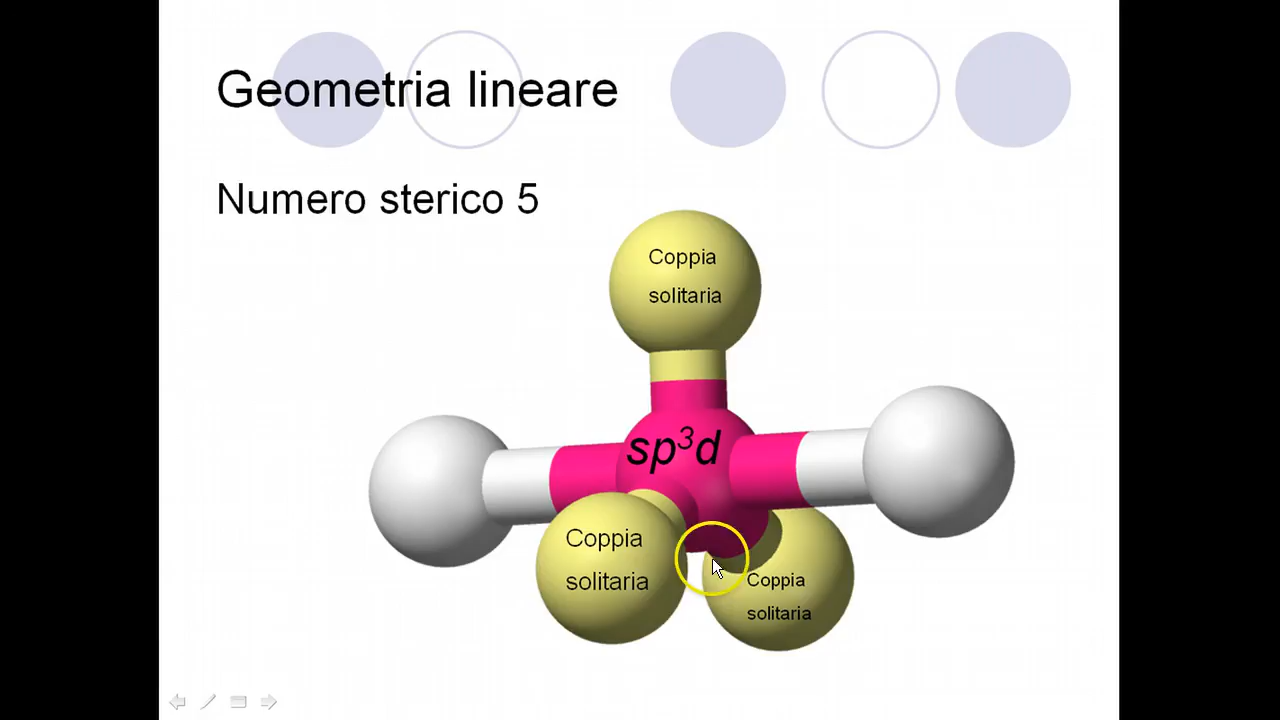 Geometria lineare
Numero sterico 5
Coppia
solitaria
sp³d
Coppia
solitaria
Coppia
solitaria